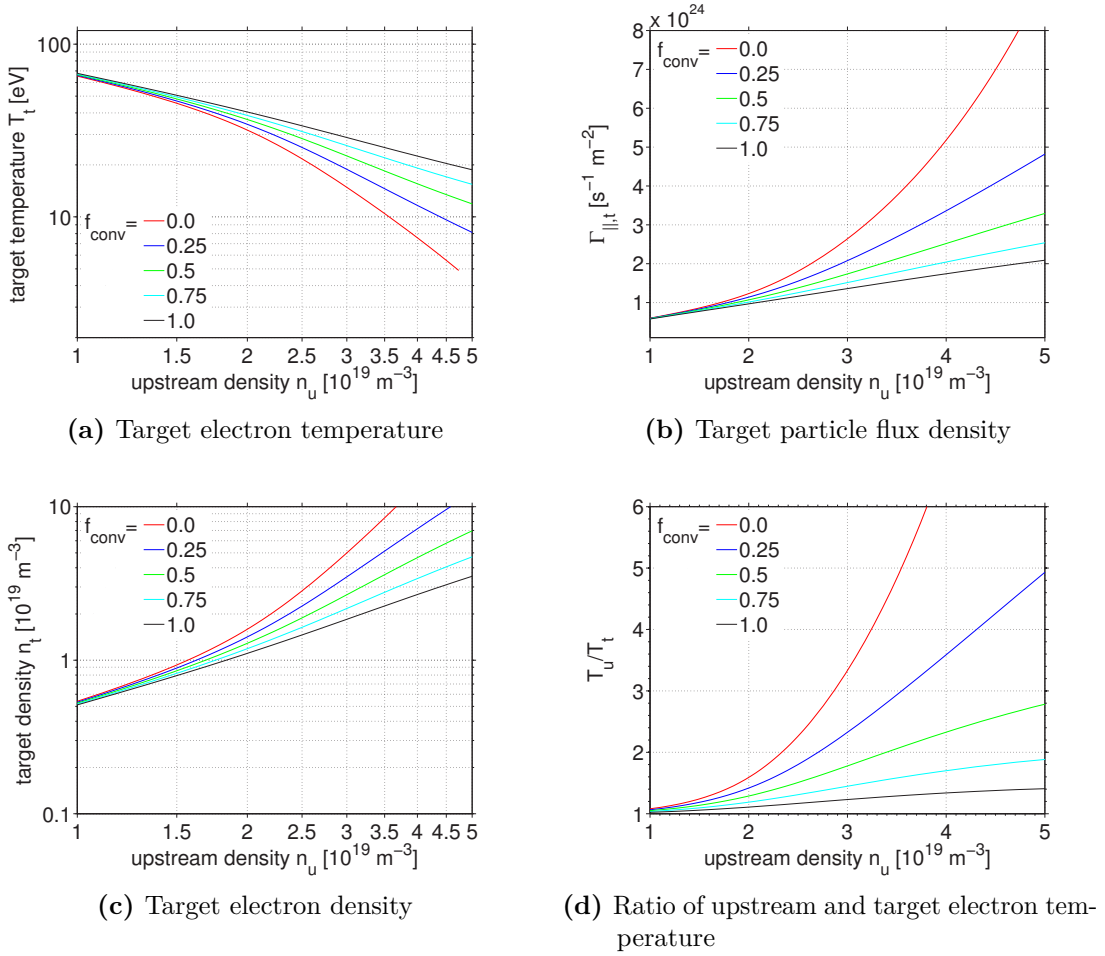 100
10
target temperature T_t [eV]
f_conv=
0.0
0.25
0.5
0.75
1.0
1 1.5 2 2.5 3 3.5 4 4.5 5
upstream density n_u [10^19 m^−3]
(a) Target electron temperature
x 10^24
8
7
6
5
4
3
2
1
Γ_||,t [s^−1 m^−2]
f_conv=
0.0
0.25
0.5
0.75
1.0
1 2 3 4 5
upstream density n_u [10^19 m^−3]
(b) Target particle flux density
10
1
0.1
target density n_t [10^19 m^−3]
f_conv=
0.0
0.25
0.5
0.75
1.0
1 1.5 2 2.5 3 3.5 4 4.5 5
upstream density n_u [10^19 m^−3]
(c) Target electron density
6
5
4
3
2
1
T_u/T_t
f_conv=
0.0
0.25
0.5
0.75
1.0
1 2 3 4 5
upstream density n_u [10^19 m^−3]
(d) Ratio of upstream and target electron tem-
perature